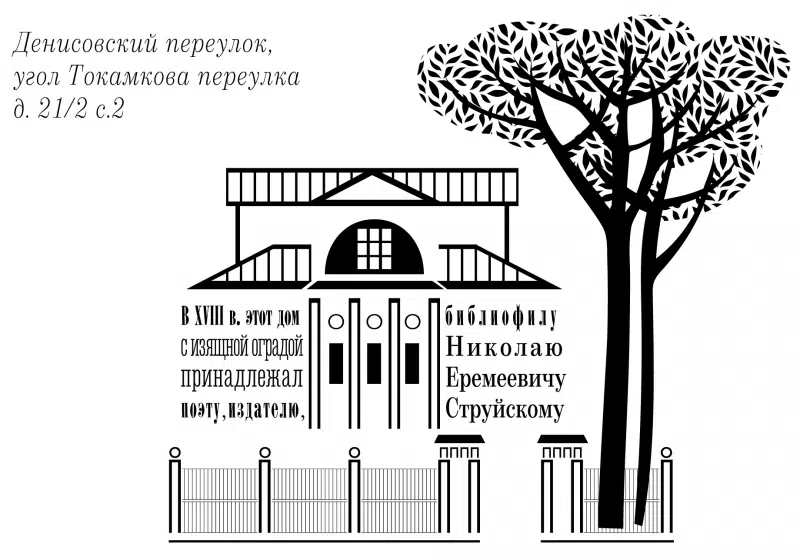 Денисовский переулок,
угол Токамкова переулка
д. 21/2 с.2
В XVIII в. этот дом
с изящной оградой
принадлежал
поэту, издателю,
библиофилу
Николаю
Еремеевичу
Струйскому